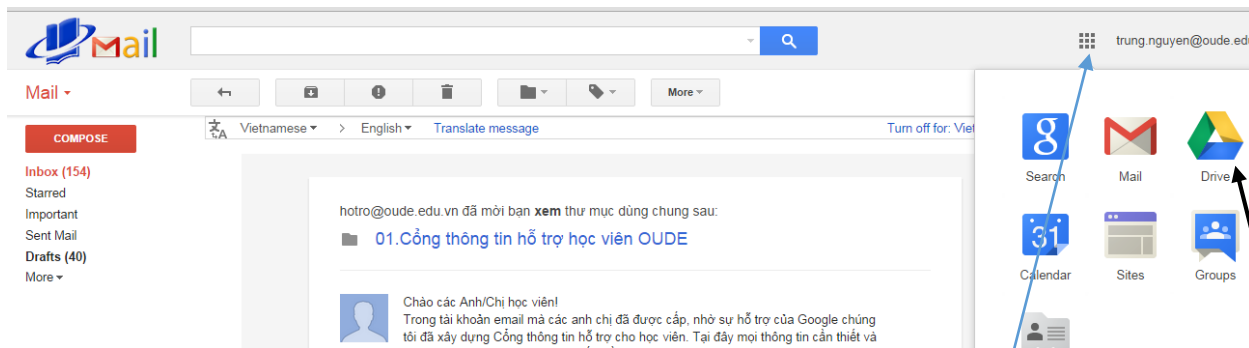 Mail
trung.nguyen@oude.edu
Mail
More
COMPOSE
Vietnamese > English Translate message Turn off for: Viet
Inbox (154)
Starred
Important
Sent Mail
Drafts (40)
More
hotro@oude.edu.vn đã mời bạn xem thư mục dùng chung sau:
01.Cổng thông tin hỗ trợ học viên OUDE
Chào các Anh/Chị học viên!
Trong tài khoản email mà các anh chị đã được cấp, nhờ sự hỗ trợ của Google chúng
tôi đã xây dựng Cổng thông tin hỗ trợ cho học viên. Tại đây mọi thông tin cần thiết và
g
Search Mail Drive
31
Calendar Sites Groups